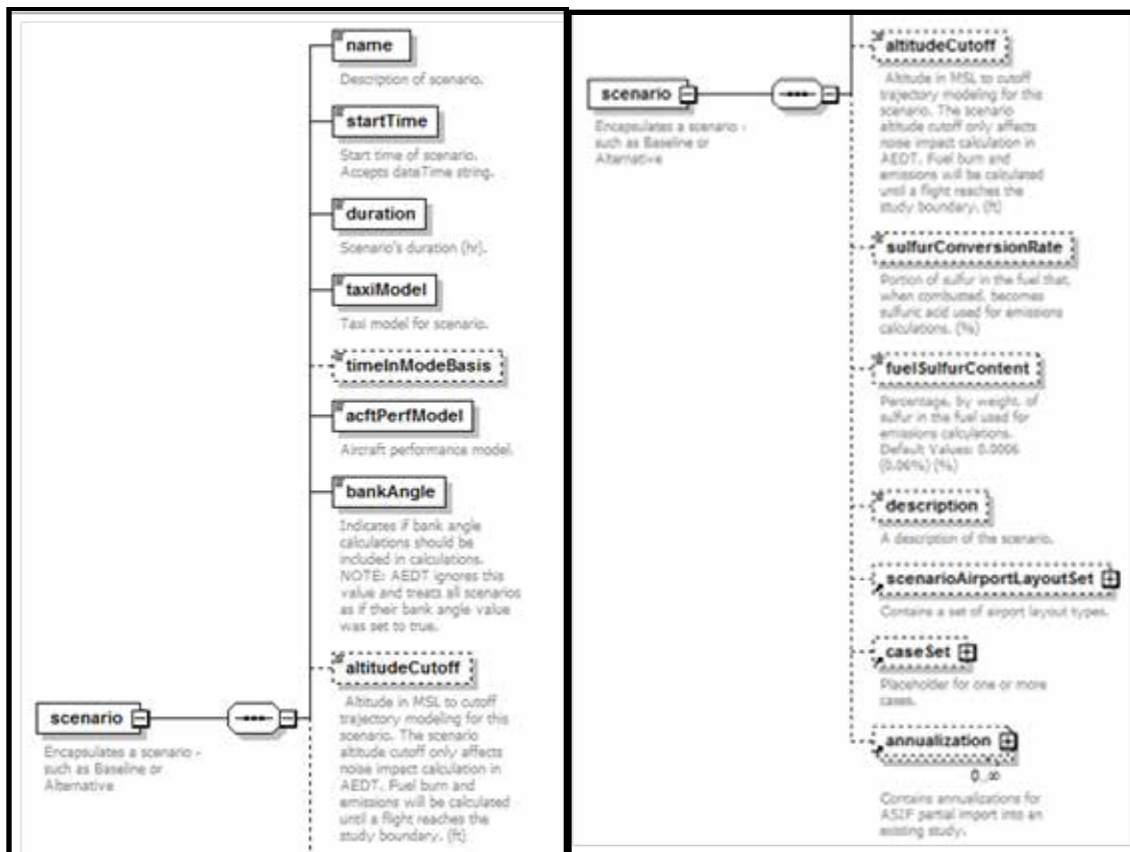 name
Description of scenario.
startTime
Start time of scenario.
Accepts dateTime string.
duration
Scenario's duration (hr).
taxiModel
Taxi model for scenario.
timeInModeBasis
acftPerfModel
Aircraft performance model.
bankAngle
Indicates if bank angle
calculations should be
included in calculations.
NOTE: AEDT ignores this
value and treats all scenarios
as if their bank angle value
was set to true.
altitudeCutoff
Altitude in MSL to cutoff
trajectory modeling for this
scenario. The scenario
altitude cutoff only affects
noise impact calculation in
AEDT. Fuel burn and
emissions will be calculated
until a flight reaches the
study boundary. (ft)
scenario
Encapsulates a scenario -
such as Baseline or
Alternative
altitudeCutoff
Altitude in MSL to cutoff
trajectory modeling for this
scenario. The scenario
altitude cutoff only affects
noise impact calculation in
AEDT. Fuel burn and
emissions will be calculated
until a flight reaches the
study boundary. (ft)
scenario
Encapsulates a scenario -
such as Baseline or
Alternative
sulfurConversionRate
Portion of sulfur in the fuel that,
when combusted, becomes
sulfuric acid used for emissions
calculations. (%)
fuelSulfurContent
Percentage, by weight, of
sulfur in the fuel used for
emissions calculations.
Default Values: 0.0006
(0.06%) (%)
description
A description of the scenario.
scenarioAirportLayoutSet
Contains a set of airport layout types.
caseSet
Placeholder for one or more
cases.
annualization
0..∞
Contains annualizations for
ASIF partial import into an
existing study.